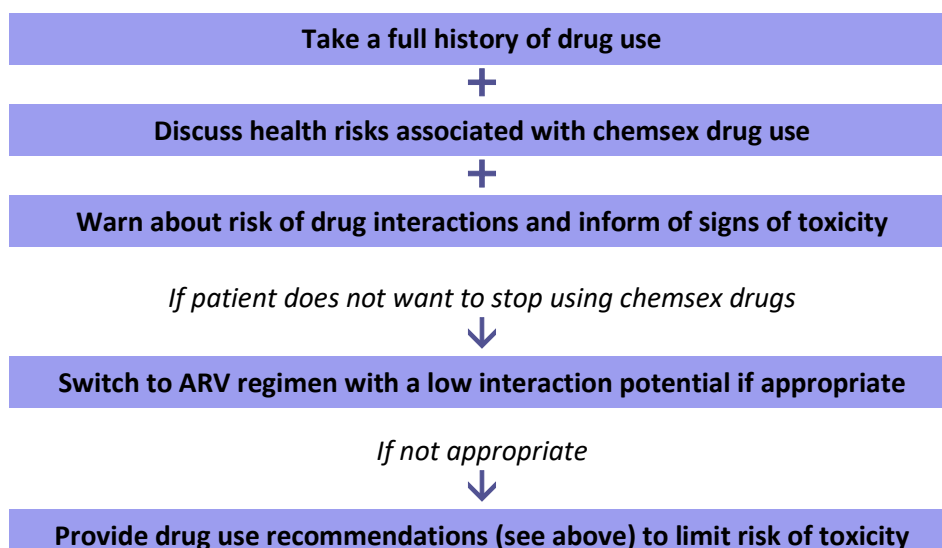 Take a full history of drug use
+
Discuss health risks associated with chemsex drug use
+
Warn about risk of drug interactions and inform of signs of toxicity
If patient does not want to stop using chemsex drugs
Switch to ARV regimen with a low interaction potential if appropriate
If not appropriate
Provide drug use recommendations (see above) to limit risk of toxicity